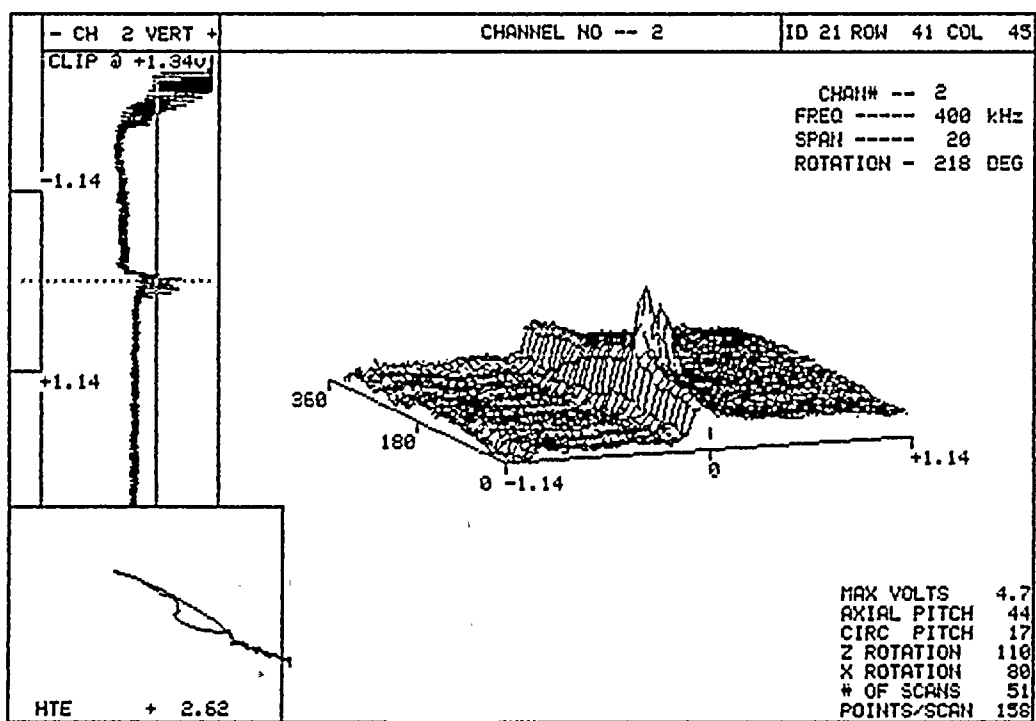 - CH 2 VERT +
CHANNEL NO -- 2
ID 21 ROW 41 COL 45
CLIP @ +1.34v
CHAN# -- 2
FREQ ----- 400 kHz
SPAN ----- 20
ROTATION - 218 DEG
-1.14
+1.14
360
180
0 -1.14
0
+1.14
MAX VOLTS 4.7
AXIAL PITCH 44
CIRC PITCH 17
Z ROTATION 110
X ROTATION 80
# OF SCANS 51
POINTS/SCAN 158
HTE + 2.62